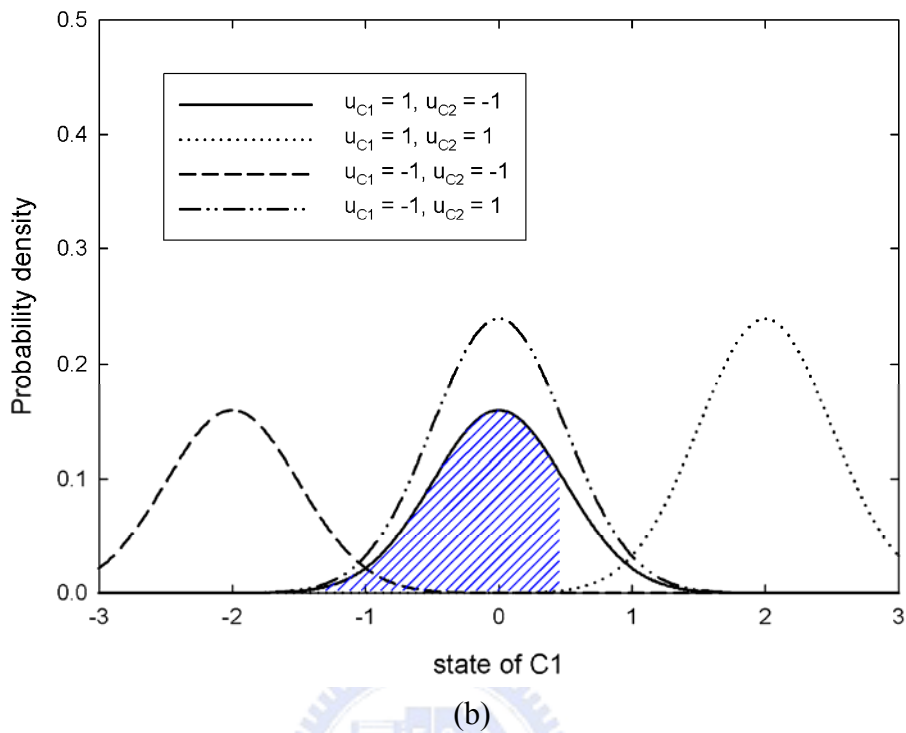 0.5
0.4
0.3
0.2
0.1
0.0
Probability density
u_C1 = 1, u_C2 = -1
u_C1 = 1, u_C2 = 1
u_C1 = -1, u_C2 = -1
u_C1 = -1, u_C2 = 1
-3 -2 -1 0 1 2 3
state of C1
(b)